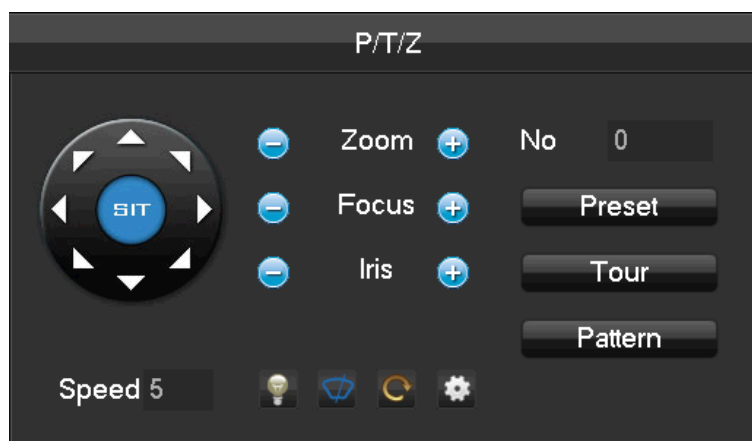 P/T/Z
Zoom No 0
SIT Focus Preset
Iris Tour
Pattern
Speed 5